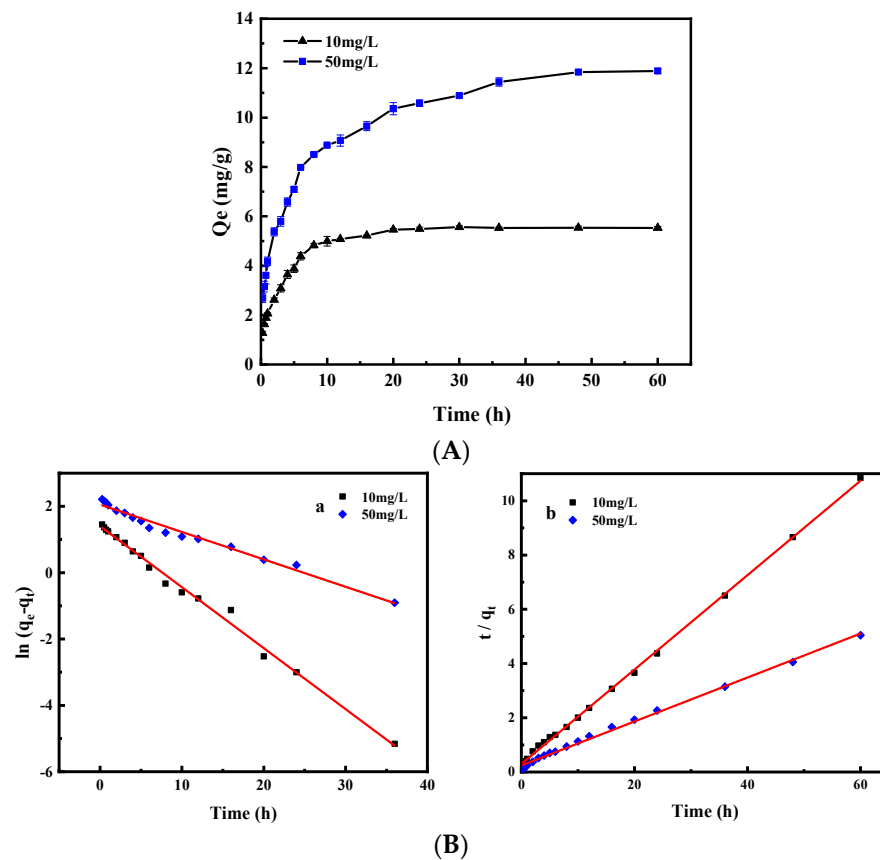 14
12
10
8
6
4
2
0
Qe (mg/g)
10mg/L
50mg/L
0 10 20 30 40 50 60
Time (h)
(A)
a
10mg/L
50mg/L
2
0
-2
-4
-6
ln (qe-qt)
0 10 20 30 40
Time (h)
b
10mg/L
50mg/L
10
8
6
4
2
0
t / qt
0 20 40 60
Time (h)
(B)